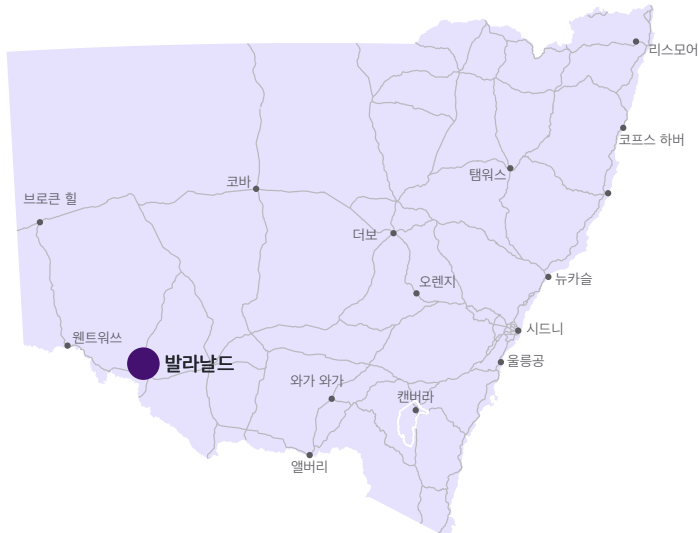 리스모어
코프스 하버
탬워스
코바
브로큰 힐
더보
오렌지
뉴카슬
시드니
웬트워쓰
울릉공
발라날드
와가 와갸
캔버라
앨버리